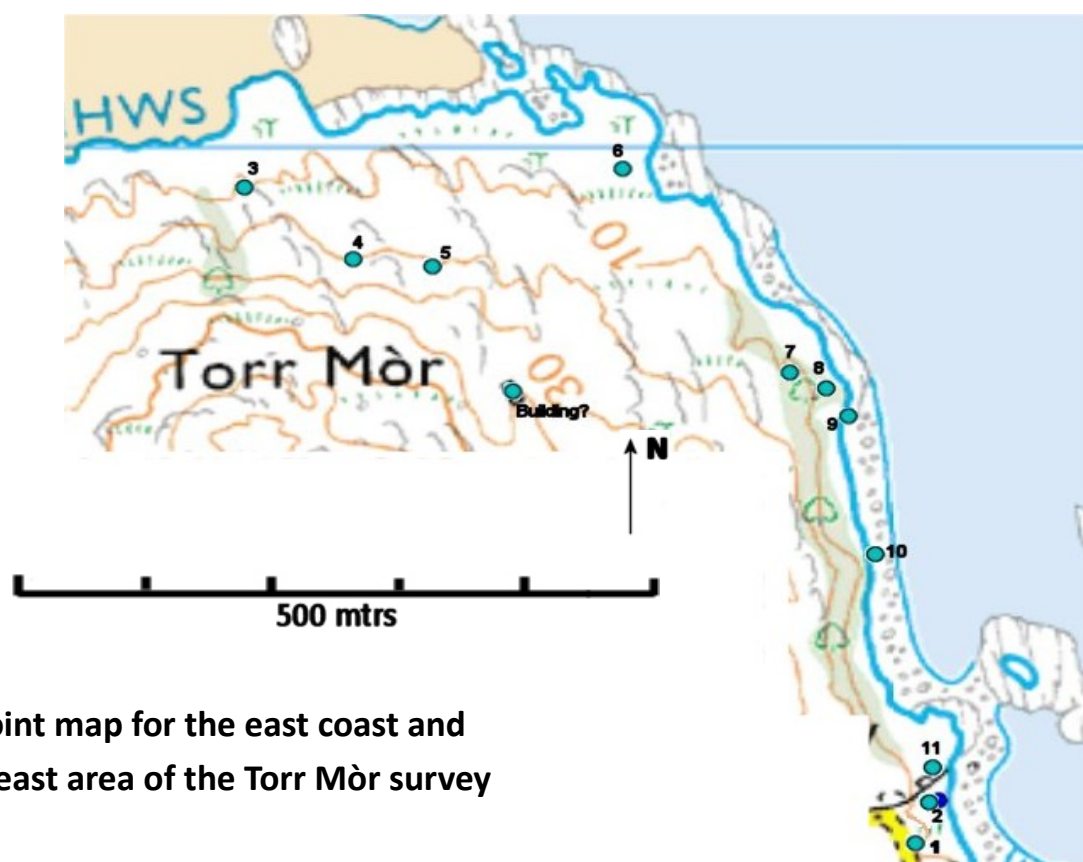 HWS
3
6
4
5
10
Torr Mòr
30
7
8
Building?
9
N
10
500 mtrs
oint map for the east coast and
east area of the Torr Mòr survey
11
2
1